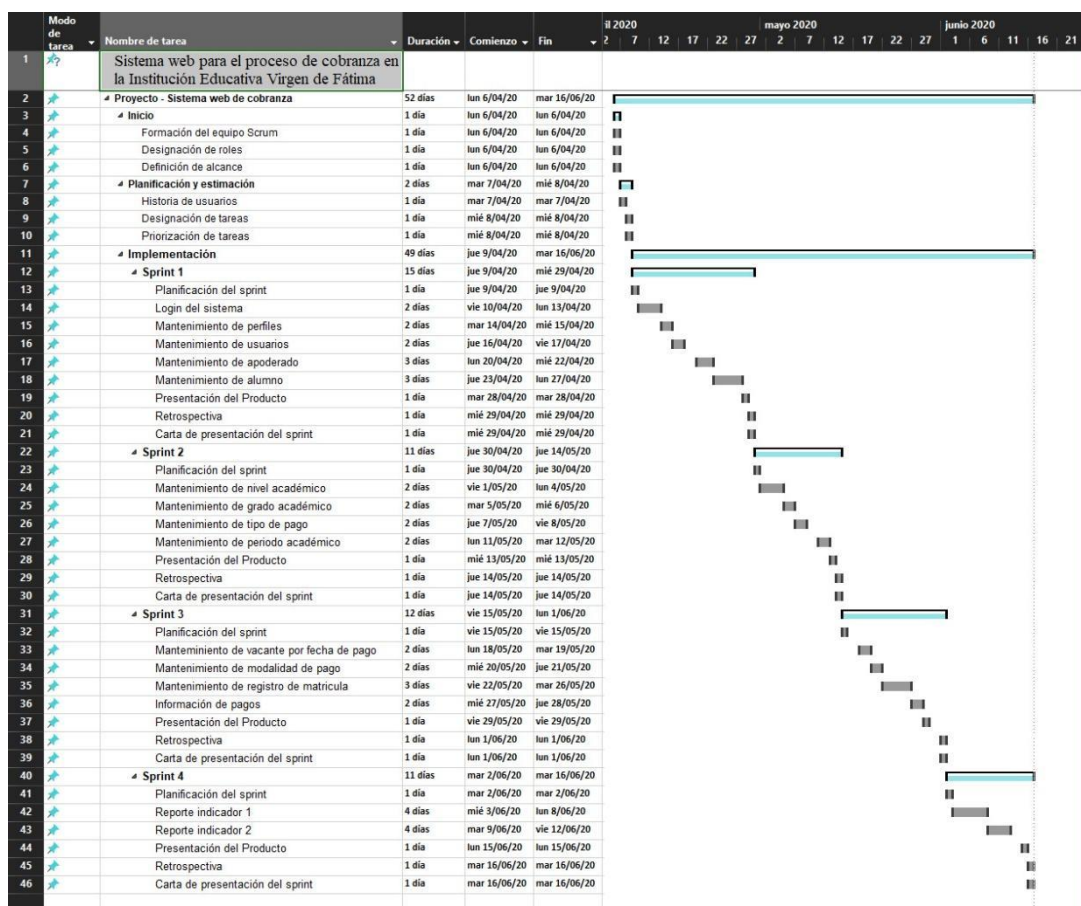 Modo de tarea Nombre de tarea Duración Comienzo Fin
il 2020 mayo 2020 junio 2020
2 7 12 17 22 27 2 7 12 17 22 27 1 6 11 16 21
1 Sistema web para el proceso de cobranza en
la Institución Educativa Virgen de Fátima
2 Proyecto - Sistema web de cobranza 52 días lun 6/04/20 mar 16/06/20
3 Inicio 1 día lun 6/04/20 lun 6/04/20
4 Formación del equipo Scrum 1 día lun 6/04/20 lun 6/04/20
5 Designación de roles 1 día lun 6/04/20 lun 6/04/20
6 Definición de alcance 1 día lun 6/04/20 lun 6/04/20
7 Planificación y estimación 2 días mar 7/04/20 mié 8/04/20
8 Historia de usuarios 1 día mar 7/04/20 mar 7/04/20
9 Designación de tareas 1 día mié 8/04/20 mié 8/04/20
10 Priorización de tareas 1 día mié 8/04/20 mié 8/04/20
11 Implementación 49 días jue 9/04/20 mar 16/06/20
12 Sprint 1 15 días jue 9/04/20 mié 29/04/20
13 Planificación del sprint 1 día jue 9/04/20 jue 9/04/20
14 Login del sistema 2 días vie 10/04/20 lun 13/04/20
15 Mantenimiento de perfiles 2 días mar 14/04/20 mié 15/04/20
16 Mantenimiento de usuarios 2 días jue 16/04/20 vie 17/04/20
17 Mantenimiento de apoderado 3 días lun 20/04/20 mié 22/04/20
18 Mantenimiento de alumno 3 días jue 23/04/20 lun 27/04/20
19 Presentación del Producto 1 día mar 28/04/20 mar 28/04/20
20 Retrospectiva 1 día mié 29/04/20 mié 29/04/20
21 Carta de presentación del sprint 1 día mié 29/04/20 mié 29/04/20
22 Sprint 2 11 días jue 30/04/20 jue 14/05/20
23 Planificación del sprint 1 día jue 30/04/20 jue 30/04/20
24 Mantenimiento de nivel académico 2 días vie 1/05/20 lun 4/05/20
25 Mantenimiento de grado académico 2 días mar 5/05/20 mié 6/05/20
26 Mantenimiento de tipo de pago 2 días jue 7/05/20 vie 8/05/20
27 Mantenimiento de periodo académico 2 días lun 11/05/20 mar 12/05/20
28 Presentación del Producto 1 día mié 13/05/20 mié 13/05/20
29 Retrospectiva 1 día jue 14/05/20 jue 14/05/20
30 Carta de presentación del sprint 1 día jue 14/05/20 jue 14/05/20
31 Sprint 3 12 días vie 15/05/20 lun 1/06/20
32 Planificación del sprint 1 día vie 15/05/20 vie 15/05/20
33 Manteminiento de vacante por fecha de pago 2 días lun 18/05/20 mar 19/05/20
34 Mantenimiento de modalidad de pago 2 días mié 20/05/20 jue 21/05/20
35 Mantenimiento de registro de matricula 3 días vie 22/05/20 mar 26/05/20
36 Información de pagos 2 días mié 27/05/20 jue 28/05/20
37 Presentación del Producto 1 día vie 29/05/20 vie 29/05/20
38 Retrospectiva 1 día lun 1/06/20 lun 1/06/20
39 Carta de presentación del sprint 1 día lun 1/06/20 lun 1/06/20
40 Sprint 4 11 días mar 2/06/20 mar 16/06/20
41 Planificación del sprint 1 día mar 2/06/20 mar 2/06/20
42 Reporte indicador 1 4 días mié 3/06/20 lun 8/06/20
43 Reporte indicador 2 4 días mar 9/06/20 vie 12/06/20
44 Presentación del Producto 1 día lun 15/06/20 lun 15/06/20
45 Retrospectiva 1 día mar 16/06/20 mar 16/06/20
46 Carta de presentación del sprint 1 día mar 16/06/20 mar 16/06/20